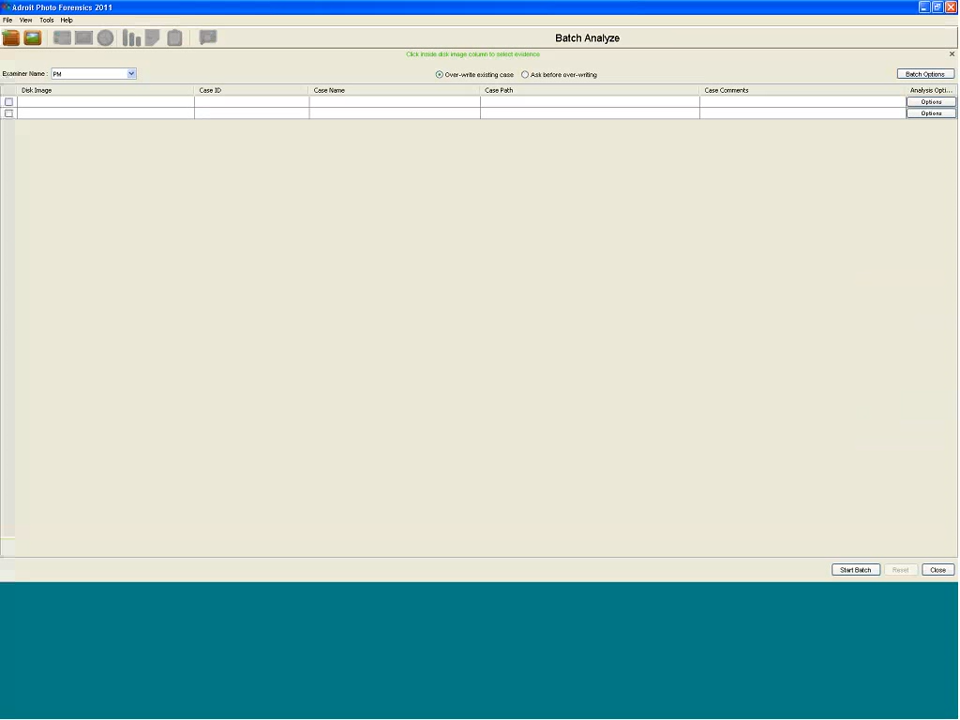 Adroit Photo Forensics 2011
File View Tools Help
Batch Analyze
Click inside disk image column to select evidence
Examiner Name : PM Over-write existing case Ask before over-writing Batch Options
Disk Image Case ID Case Name Case Path Case Comments Analysis Opti...
Options
Options
Start Batch Reset Close